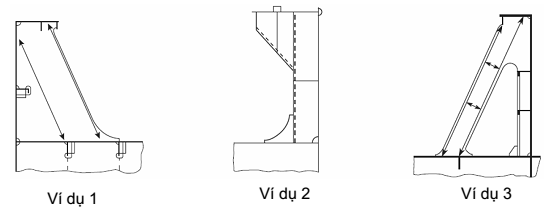 Ví dụ 1
Ví dụ 2
Ví dụ 3